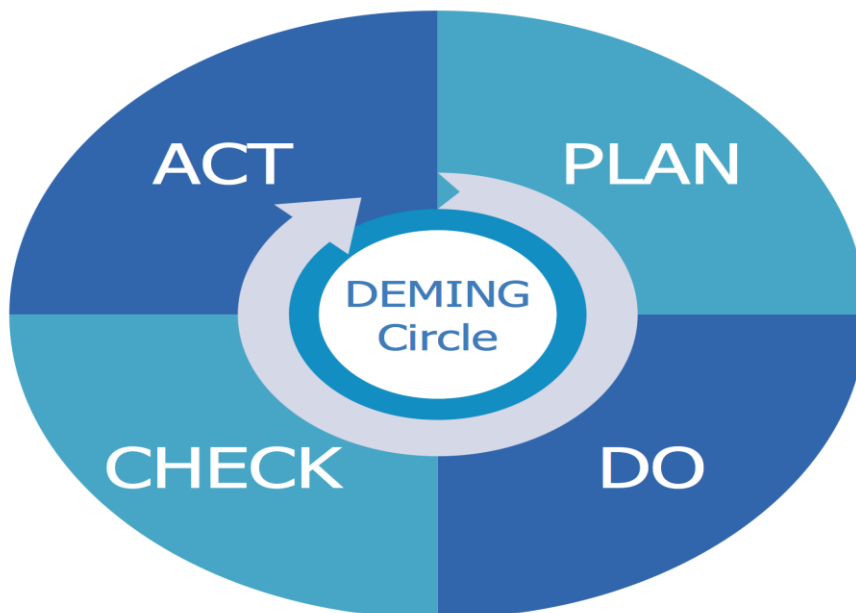 ACT
PLAN
DEMING
Circle
CHECK
DO